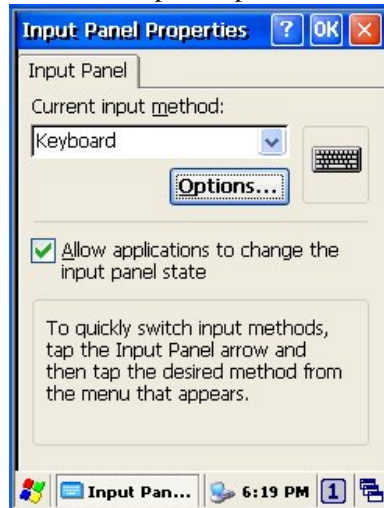 Input Panel Properties ? OK
Input Panel
Current input method:
Keyboard
Options...
Allow applications to change the
input panel state
To quickly switch input methods,
tap the Input Panel arrow and
then tap the desired method from
the menu that appears.
Input Pan... 6:19 PM 1